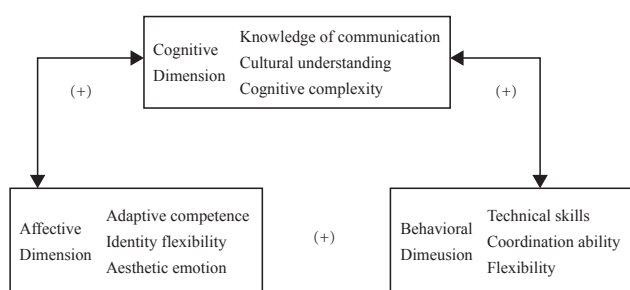 Cognitive
Dimension
Knowledge of communication
Cultural understanding
Cognitive complexity
(+)
(+)
Affective
Dimension
Adaptive competence
Identity flexibility
Aesthetic emotion
(+)
Behavioral
Dimeusion
Technical skills
Coordination ability
Flexibility